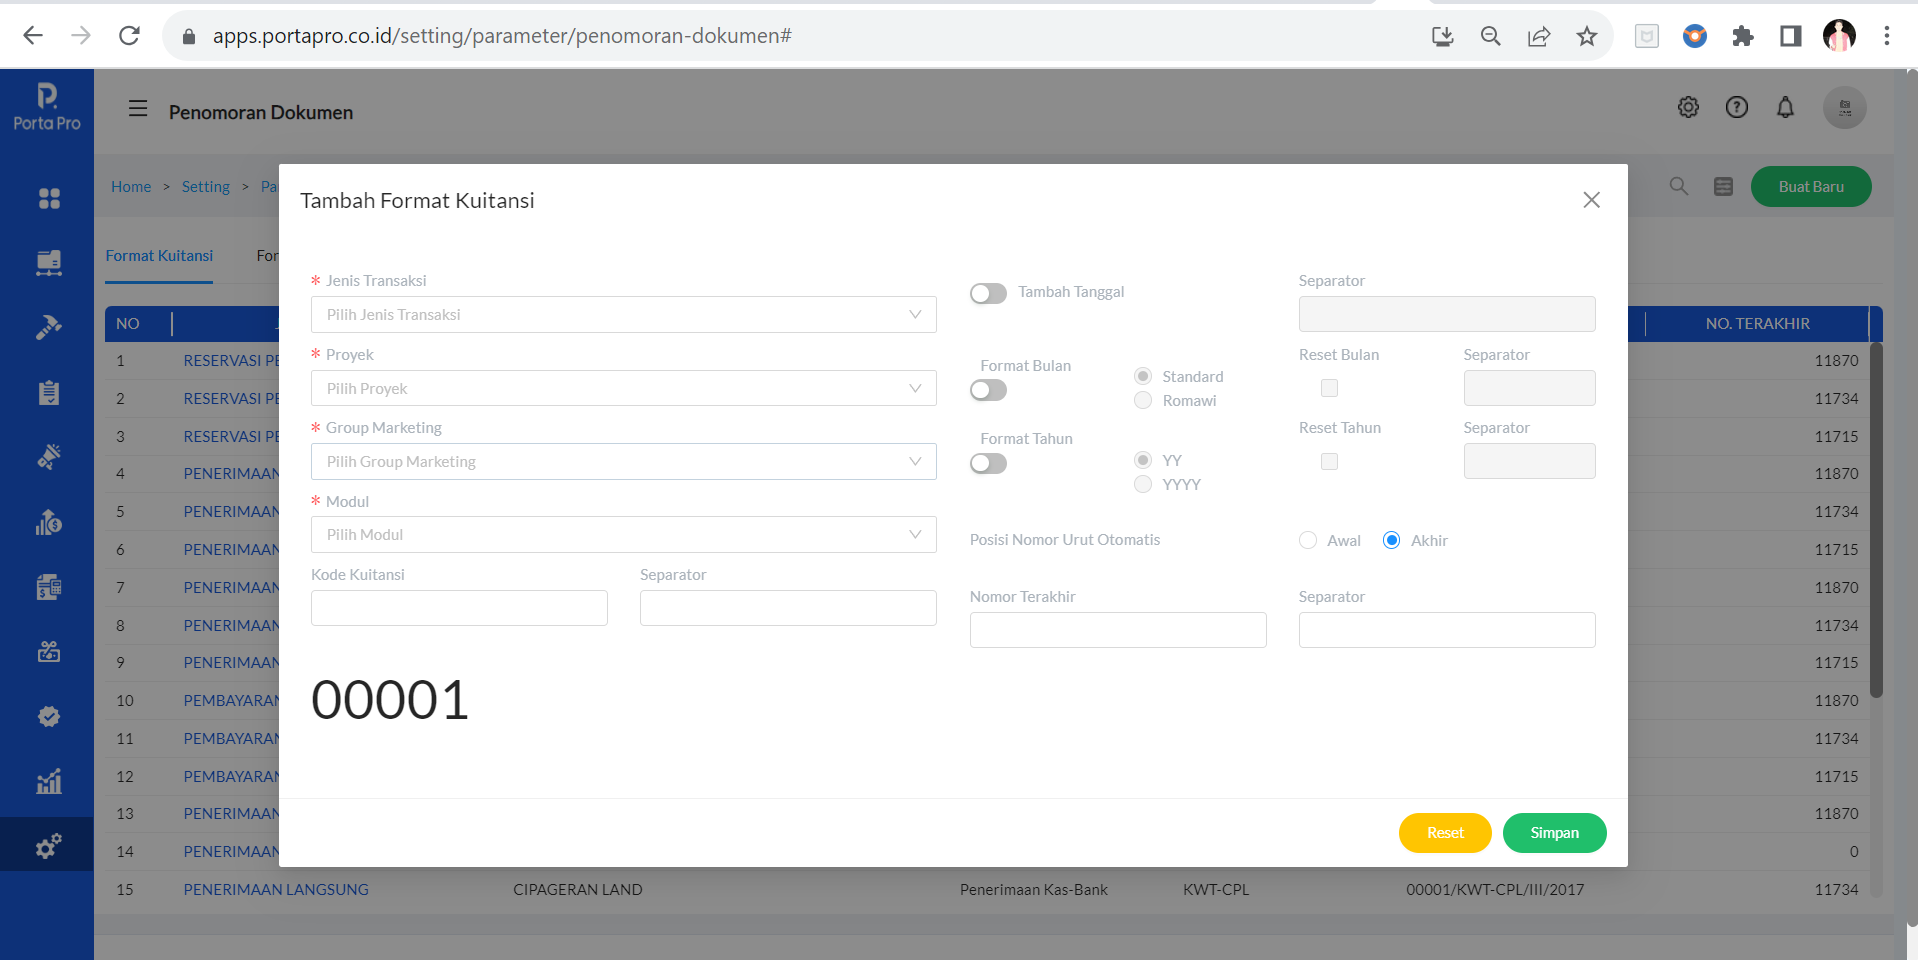 apps.portapro.co.id/setting/parameter/penomoran-dokumen#
Porta Pro
Penomoran Dokumen
Home > Setting >
Buat Baru
Format Kuitansi
Tambah Format Kuitansi
* Jenis Transaksi
Pilih Jenis Transaksi
* Proyek
Pilih Proyek
* Group Marketing
Pilih Group Marketing
* Modul
Pilih Modul
Kode Kuitansi
Separator
00001
Tambah Tanggal
Separator
Format Bulan
Standard
Romawi
Reset Bulan
Separator
Format Tahun
YY
YYYY
Reset Tahun
Separator
Posisi Nomor Urut Otomatis
Awal
Akhir
Nomor Terakhir
Separator
Reset
Simpan
NO
NO. TERAKHIR
1 RESERVASI 11870
2 RESERVASI 11734
3 RESERVASI 11715
4 PENERIMAAN 11870
5 PENERIMAAN 11734
6 PENERIMAAN 11715
7 PENERIMAAN 11870
8 PENERIMAAN 11734
9 PENERIMAAN 11715
10 PEMBAYARAN 11870
11 PEMBAYARAN 11734
12 PEMBAYARAN 11715
13 PENERIMAAN 11870
14 PENERIMAAN 0
15 PENERIMAAN LANGSUNG CIPAGERAN LAND Penerimaan Kas-Bank KWT-CPL 00001/KWT-CPL/III/2017 11734